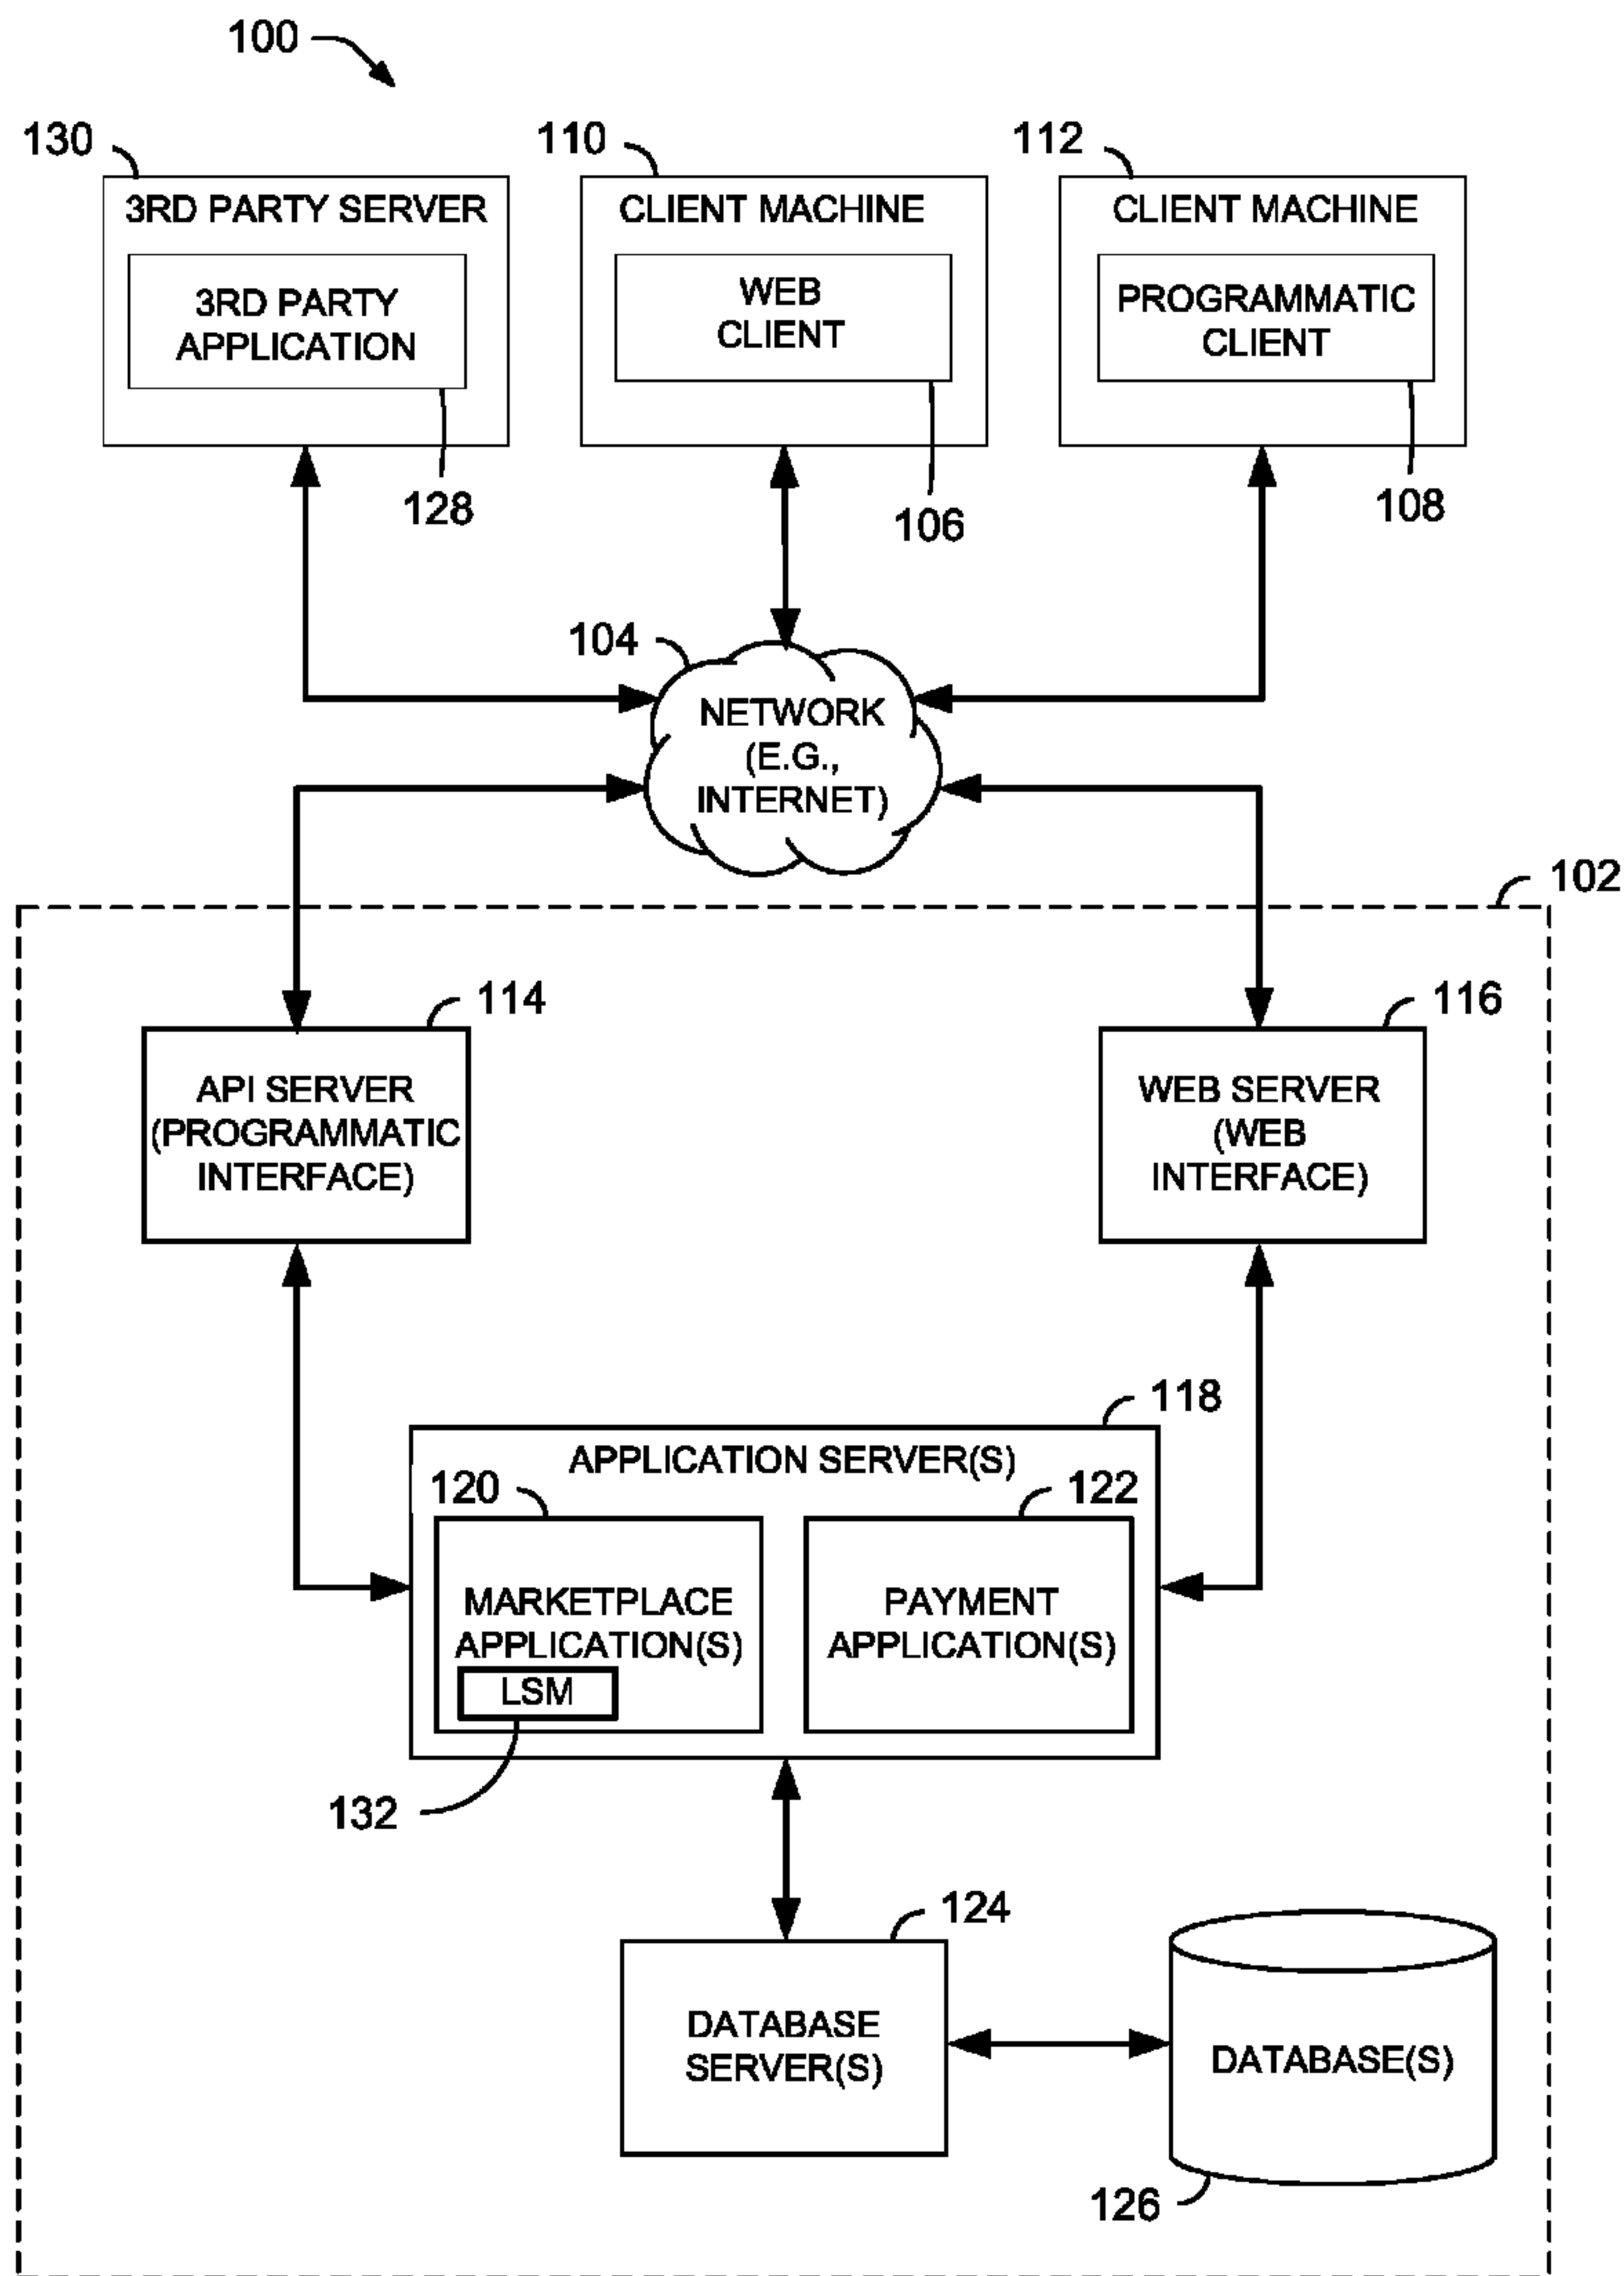 100
130
110
112
3RD PARTY SERVER
CLIENT MACHINE
CLIENT MACHINE
3RD PARTY
APPLICATION
WEB
CLIENT
PROGRAMMATIC
CLIENT
128
106
108
104
NETWORK
(E.G.,
INTERNET)
102
114
116
API SERVER
(PROGRAMMATIC
INTERFACE)
WEB SERVER
(WEB
INTERFACE)
118
APPLICATION SERVER(S)
120
122
MARKETPLACE
APPLICATION(S)
LSM
PAYMENT
APPLICATION(S)
132
124
DATABASE
SERVER(S)
DATABASE(S)
126